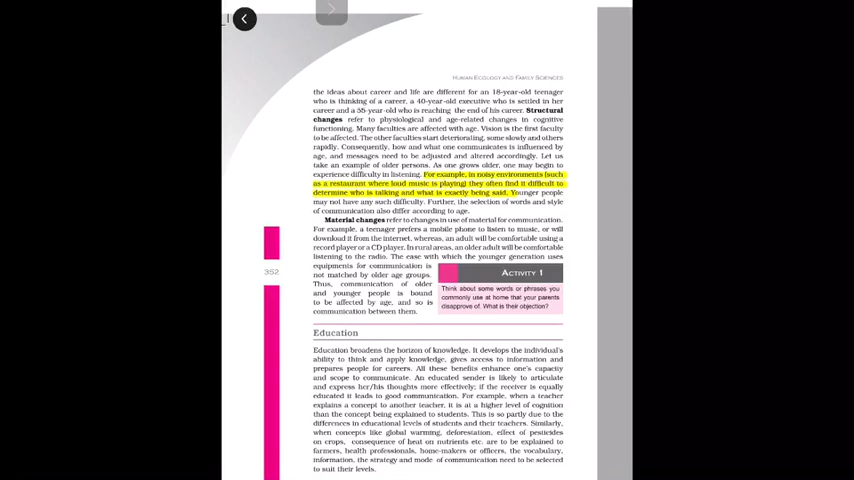 HUMAN ECOLOGY AND FAMILY SCIENCES
the ideas about career and life are different for an 18-year-old teenager
who is thinking of a career, a 40-year-old executive who is settled in her
career and a 55-year-old who is reaching the end of his career. Structural
changes refer to physiological and age-related changes in cognitive
functioning. Many faculties are affected with age. Vision is the first faculty
to be affected. The other faculties start deteriorating, some slowly and others
rapidly. Consequently, how and what one communicates is influenced by
age, and messages need to be adjusted and altered accordingly. Let us
take an example of older persons. As one grows older, one may begin to
experience difficulty in listening. For example, in noisy environments (such
as a restaurant where loud music is playing) they often find it difficult to
determine who is talking and what is exactly being said. Younger people
may not have any such difficulty. Further, the selection of words and style
of communication also differ according to age.
Material changes refer to changes in use of material for communication.
For example, a teenager prefers a mobile phone to listen to music, or will
download it from the internet, whereas, an adult will be comfortable using a
record player or a CD player. In rural areas, an older adult will be comfortable
listening to the radio. The ease with which the younger generation uses
equipments for communication is
not matched by older age groups.
Thus, communication of older
and younger people is bound
to be affected by age, and so is
communication between them.
352
ACTIVITY 1
Think about some words or phrases you
commonly use at home that your parents
disapprove of. What is their objection?
Education
Education broadens the horizon of knowledge. It develops the individual's
ability to think and apply knowledge, gives access to information and
prepares people for careers. All these benefits enhance one's capacity
and scope to communicate. An educated sender is likely to articulate
and express her/his thoughts more effectively; if the receiver is equally
educated it leads to good communication. For example, when a teacher
explains a concept to another teacher, it is at a higher level of cognition
than the concept being explained to students. This is so partly due to the
differences in educational levels of students and their teachers. Similarly,
when concepts like global warming, deforestation, effect of pesticides
on crops, consequence of heat on nutrients etc. are to be explained to
farmers, health professionals, home-makers or officers, the vocabulary,
information, the strategy and mode of communication need to be selected
to suit their levels.